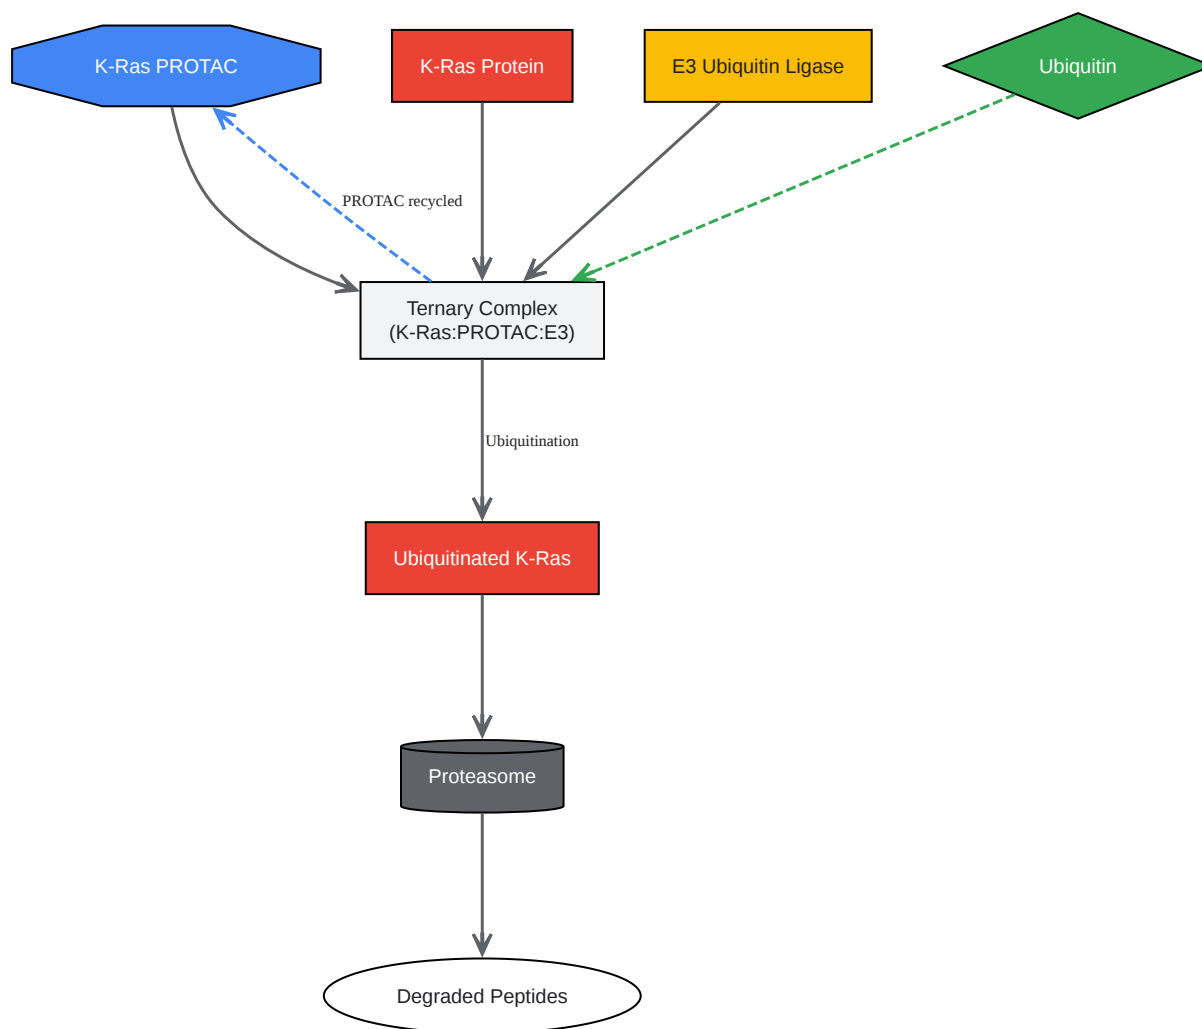 K-Ras PROTAC
K-Ras Protein
E3 Ubiquitin Ligase
Ubiquitin
PROTAC recycled
Ternary Complex
(K-Ras:PROTAC:E3)
Ubiquitination
Ubiquitinated K-Ras
Proteasome
Degraded Peptides